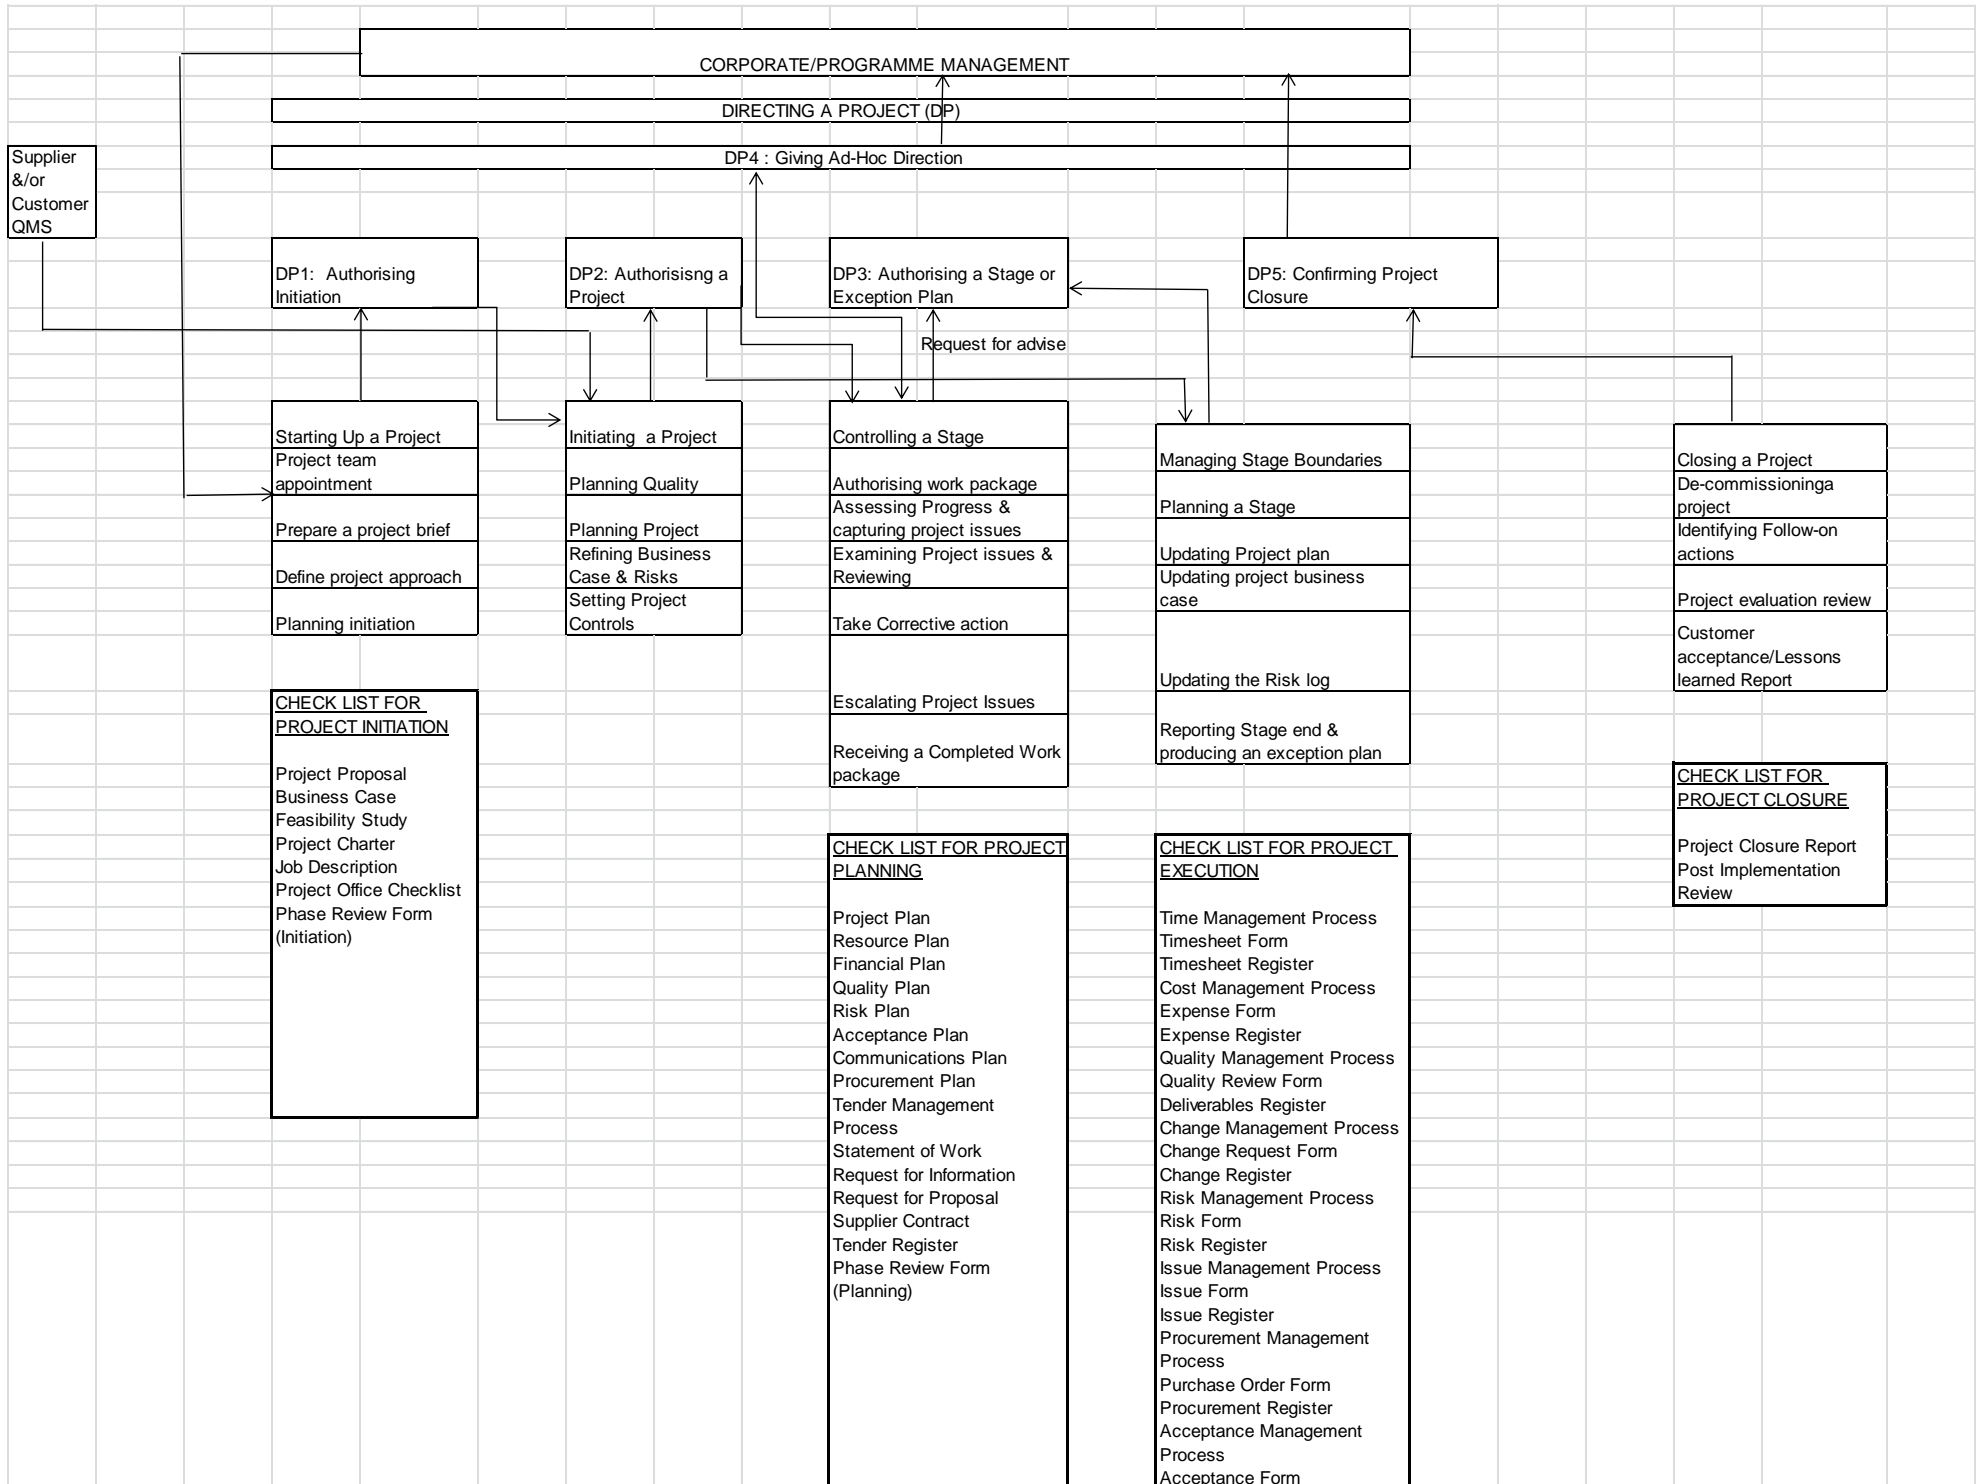 CORPORATE/PROGRAMME MANAGEMENT
DIRECTING A PROJECT (DP)
DP4 : Giving Ad-Hoc Direction
Supplier
&/or
Customer
QMS
DP1:  Authorising
Initiation
DP2: Authorisisng a
Project
DP3: Authorising a Stage or
Exception Plan
DP5: Confirming Project
Closure
Request for advise
Starting Up a Project
Project team
appointment
Prepare a project brief
Define project approach
Planning initiation
Initiating  a Project
Planning Quality
Planning Project
Refining Business
Case & Risks
Setting Project
Controls
Controlling a Stage
Authorising work package
Assessing Progress &
capturing project issues
Examining Project issues &
Reviewing
Take Corrective action
Escalating Project Issues
Receiving a Completed Work
package
Managing Stage Boundaries
Planning a Stage
Updating Project plan
Updating project business
case
Updating the Risk log
Reporting Stage end &
producing an exception plan
Closing a Project
De-commissioninga
project
Identifying Follow-on
actions
Project evaluation review
Customer
acceptance/Lessons
learned Report
CHECK LIST FOR
PROJECT INITIATION
Project Proposal
Business Case
Feasibility Study
Project Charter
Job Description
Project Office Checklist
Phase Review Form
(Initiation)
CHECK LIST FOR PROJECT
PLANNING
Project Plan
Resource Plan
Financial Plan
Quality Plan
Risk Plan
Acceptance Plan
Communications Plan
Procurement Plan
Tender Management
Process
Statement of Work
Request for Information
Request for Proposal
Supplier Contract
Tender Register
Phase Review Form
(Planning)
CHECK LIST FOR PROJECT
EXECUTION
Time Management Process
Timesheet Form
Timesheet Register
Cost Management Process
Expense Form
Expense Register
Quality Management Process
Quality Review Form
Deliverables Register
Change Management Process
Change Request Form
Change Register
Risk Management Process
Risk Form
Risk Register
Issue Management Process
Issue Form
Issue Register
Procurement Management
Process
Purchase Order Form
Procurement Register
Acceptance Management
Process
Acceptance Form
CHECK LIST FOR
PROJECT CLOSURE
Project Closure Report
Post Implementation
Review